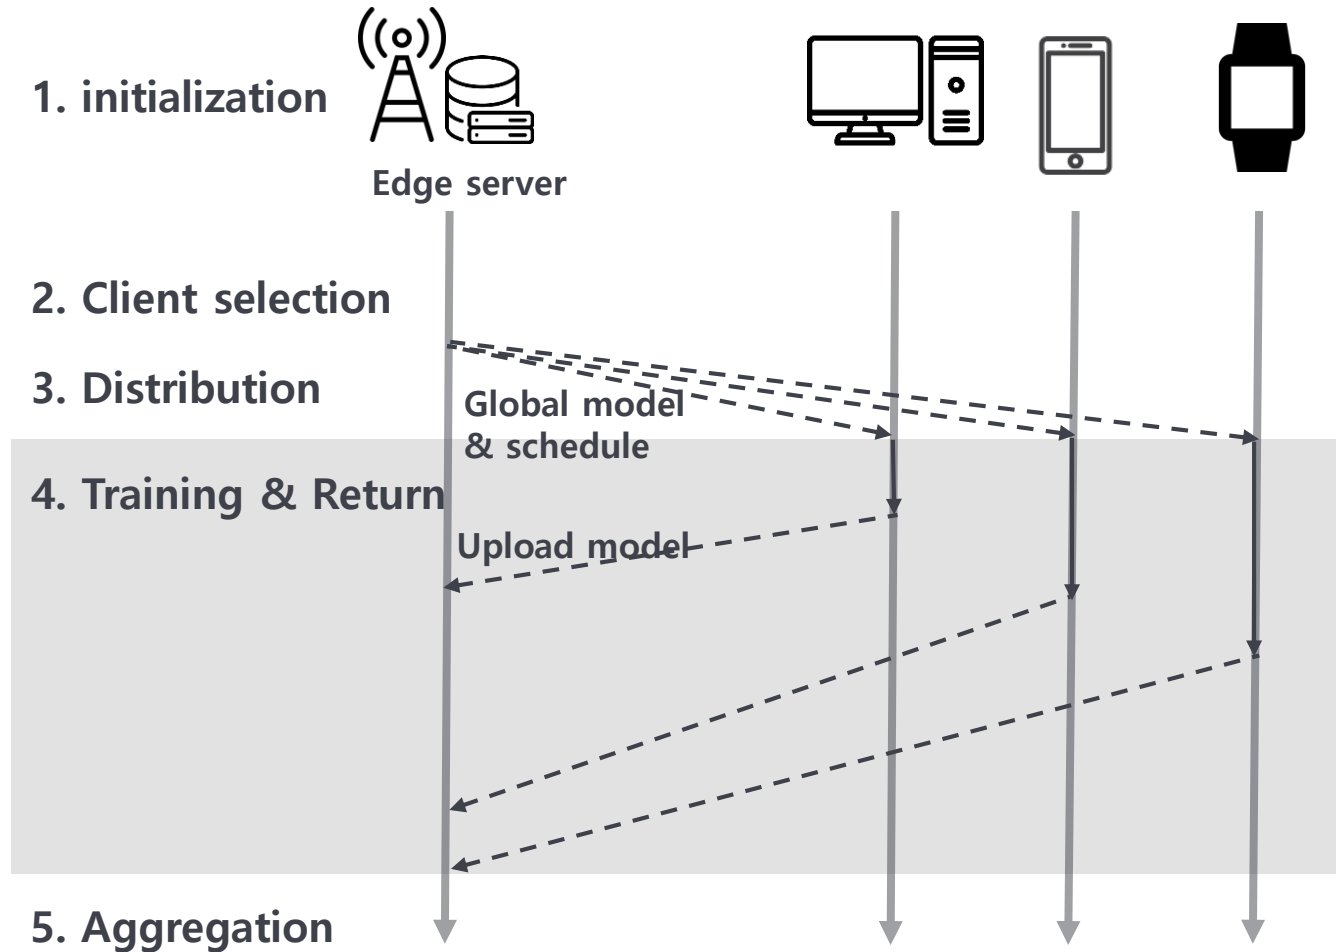 1. initialization
Edge server
2. Client selection
3. Distribution
Global model
& schedule
4. Training & Return
Upload model
5. Aggregation